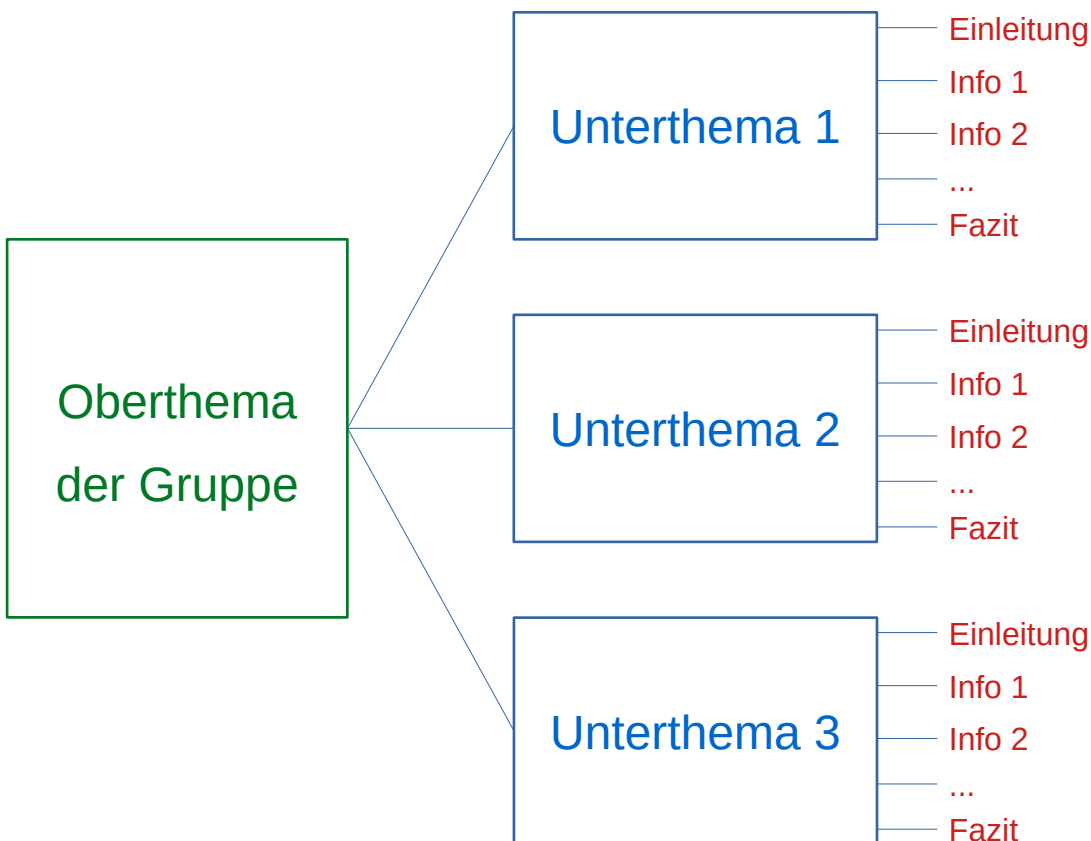 Oberthema
der Gruppe
Unterthema 1
Einleitung
Info 1
Info 2
...
Fazit
Unterthema 2
Einleitung
Info 1
Info 2
...
Fazit
Unterthema 3
Einleitung
Info 1
Info 2
...
Fazit